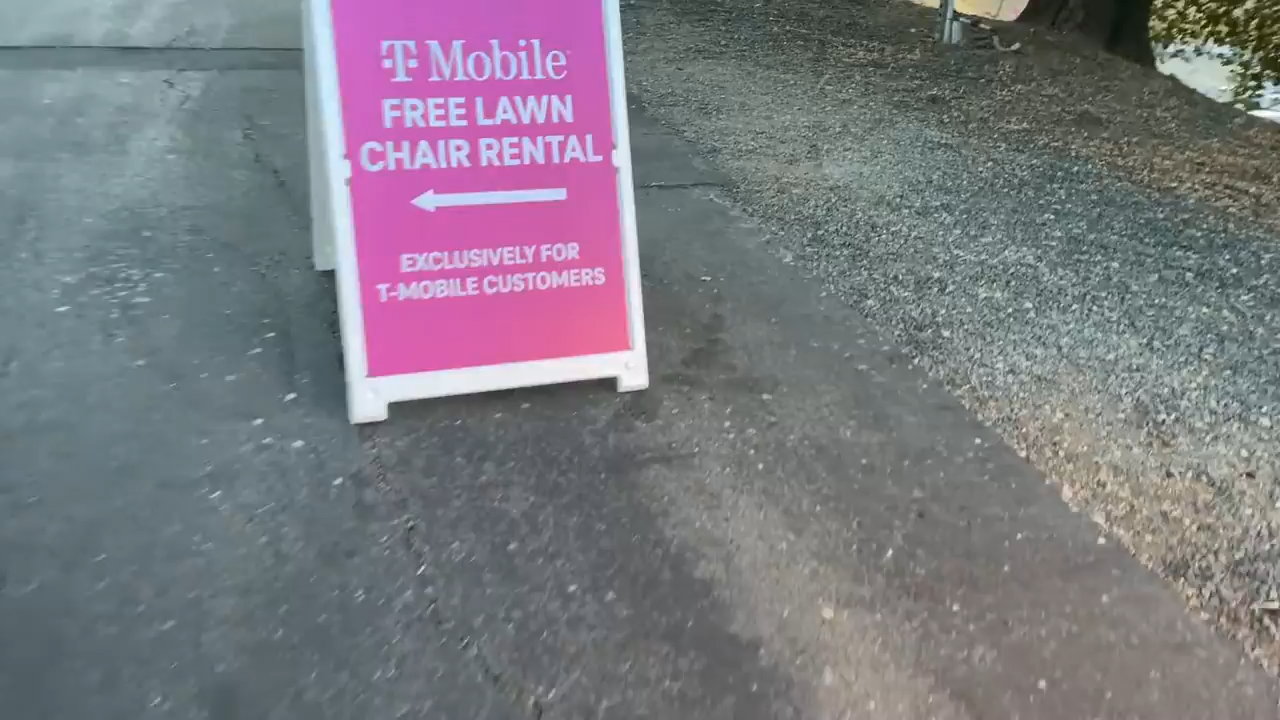 T Mobile
FREE LAWN
CHAIR RENTAL
EXCLUSIVELY FOR
T-MOBILE CUSTOMERS